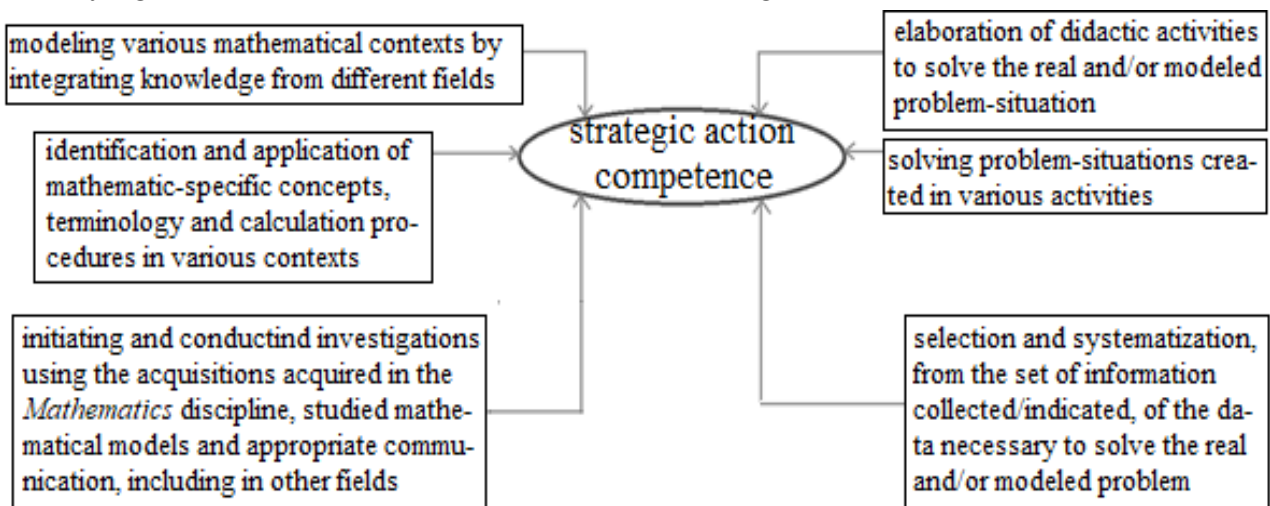 modeling various mathematical contexts by
integrating knowledge from different fields
identification and application of
mathematic-specific concepts,
terminology and calculation pro-
cedures in various contexts
initiating and conductind investigations
using the acquisitions acquired in the
Mathematics discipline, studied mathe-
matical models and appropriate commu-
nication, including in other fields
strategic action
competence
elaboration of didactic activities
to solve the real and/or modeled
problem-situation
solving problem-situations crea-
ted in various activities
selection and systematization,
from the set of information
collected/indicated, of the da-
ta necessary to solve the real
and/or modeled problem